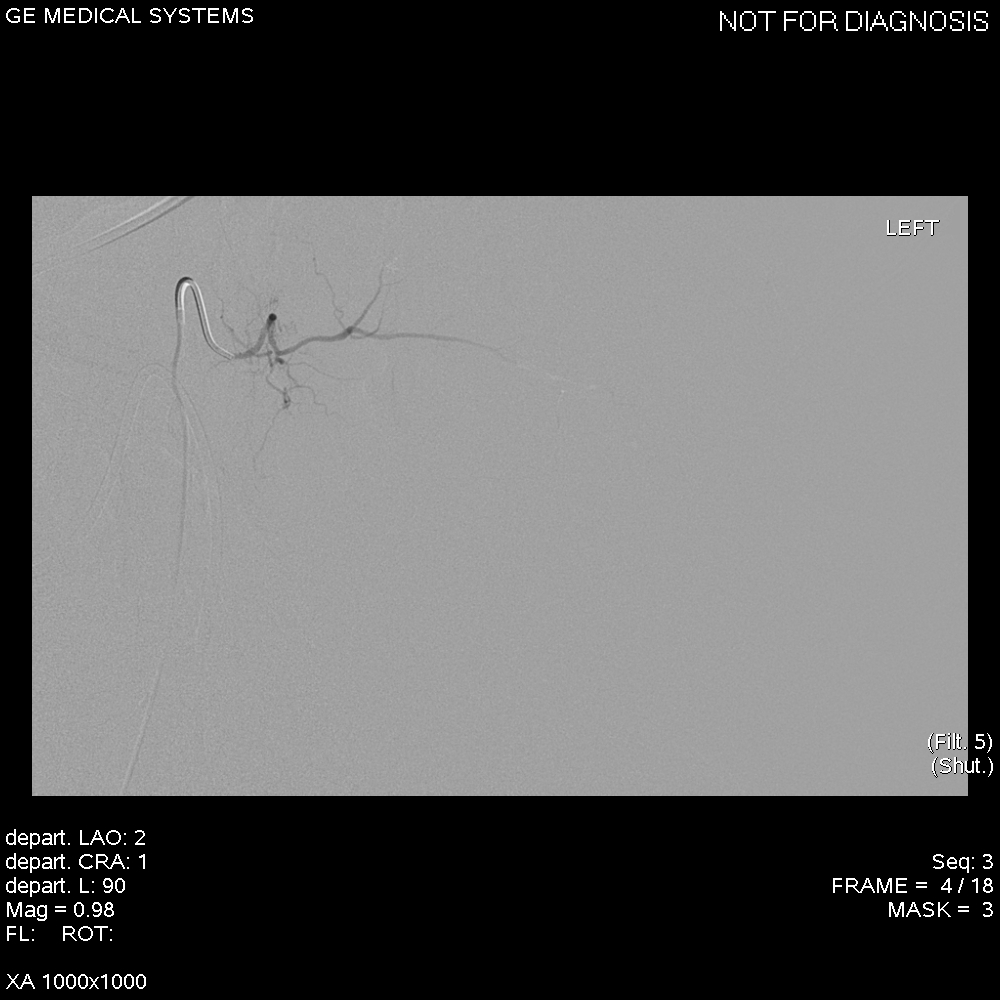 GE MEDICAL SYSTEMS
NOT FOR DIAGNOSIS
LEFT
(Filt. 5)
(Shut.)
depart. LAO: 2
depart. CRA: 1
depart. L: 90
Mag = 0.98
FL: ROT:
XA 1000x1000
Seq: 3
FRAME = 4 / 18
MASK = 3